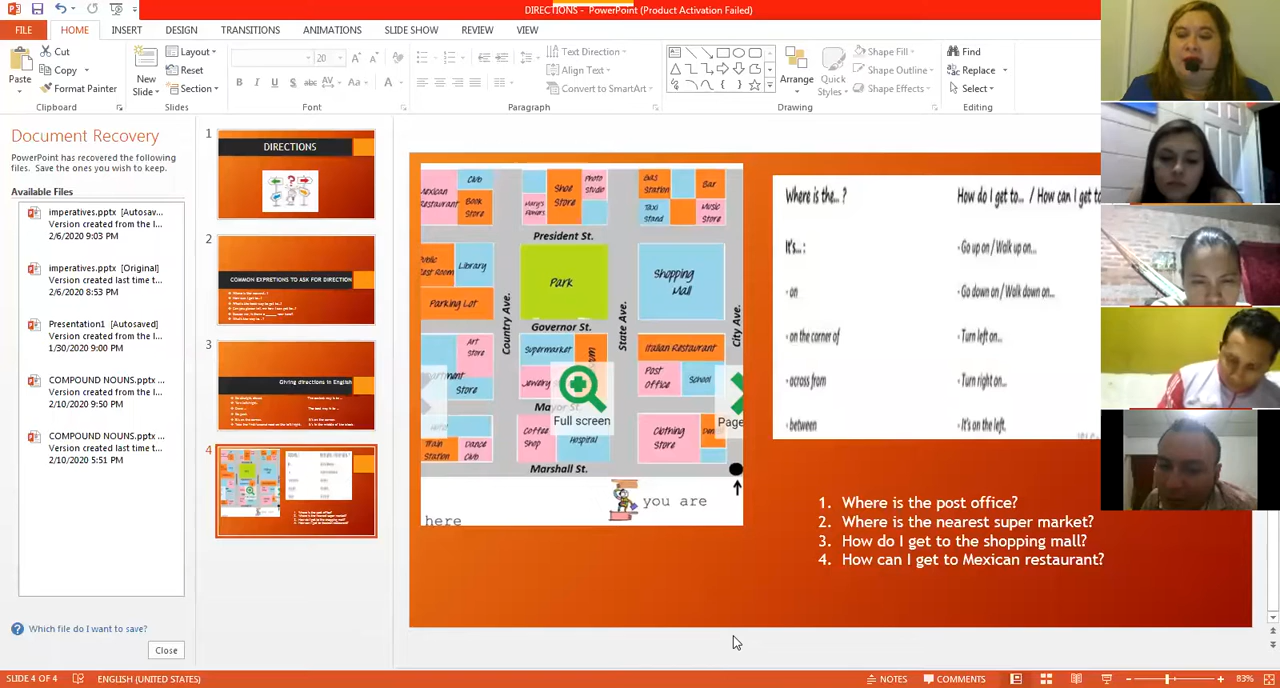 DIRECTIONS - PowerPoint (Product Activation Failed)
FILE
HOME
INSERT
DESIGN
TRANSITIONS
ANIMATIONS
SLIDE SHOW
REVIEW
VIEW
Paste
Cut
Copy
Format Painter
Clipboard
New
Slide
Layout
Reset
Section
Slides
20
Font
Text Direction
Align Text
Convert to SmartArt
Paragraph
Arrange
Quick
Styles
Shape Fill
Shape Outline
Shape Effects
Drawing
Find
Replace
Select
Editing
Document Recovery
PowerPoint has recovered the following
files. Save the ones you wish to keep.
Available Files
imperatives.pptx [Autosav...
Version created from the l...
2/6/2020 9:03 PM
imperatives.pptx [Original]
Version created last time t...
2/6/2020 8:53 PM
Presentation1 [Autosaved]
Version created from the l...
1/30/2020 9:00 PM
COMPOUND NOUNS.pptx ...
Version created from the l...
2/10/2020 9:50 PM
COMPOUND NOUNS.pptx ...
Version created last time t...
2/10/2020 5:51 PM
Which file do I want to save?
Close
1
DIRECTIONS
2
COMMON EXPRETIONS TO ASK FOR DIRECTION
3
Giving directions in English
4
Mexican
Restaurant
Club
Book
Store
Mary's
Flowers
Shoe
Store
Photo
Studio
Gas
Station
Taxi
Stand
Bar
Music
Store
President St.
Public
Rest Room
Library
Parking Lot
Park
Shopping
Mall
Governor St.
Country Ave.
State Ave.
City Ave.
Art
Store
Department
Store
Supermarket
Jewelry
Italian Restaurant
Post
Office
School
Mayor St.
Full screen
Page
Train
Station
Dance
Club
Coffee
Shop
Hospital
Clothing
Store
Marshall St.
you are
here
Where is the... ?
It's... :
- on
- on the corner of
- across from
- between
How do I get to... / How can I get to
- Go up on / Walk up on...
- Go down on / Walk down on...
- Turn left on...
- Turn right on...
- It's on the left.
1. Where is the post office?
2. Where is the nearest super market?
3. How do I get to the shopping mall?
4. How can I get to Mexican restaurant?
SLIDE 4 OF 4
ENGLISH (UNITED STATES)
NOTES
COMMENTS
83%